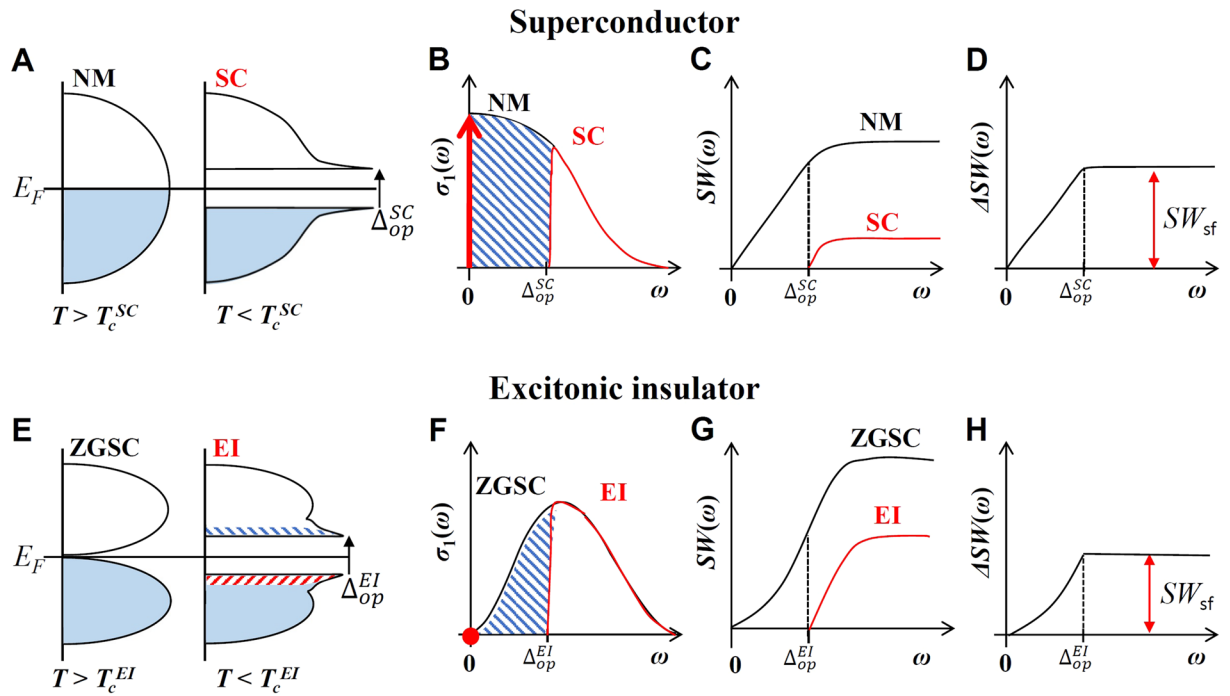 Superconductor
A
NM
SC
E_F
Δ_op^SC
T > T_c^SC
T < T_c^SC
B
σ₁(ω)
NM
SC
0
Δ_op^SC
ω
C
SW(ω)
NM
SC
0
Δ_op^SC
ω
D
ΔSW(ω)
SW_sf
0
Δ_op^SC
ω
Excitonic insulator
E
ZGSC
EI
E_F
Δ_op^EI
T > T_c^EI
T < T_c^EI
F
σ₁(ω)
ZGSC
EI
0
Δ_op^EI
ω
G
SW(ω)
ZGSC
EI
0
Δ_op^EI
ω
H
ΔSW(ω)
SW_sf
0
Δ_op^EI
ω